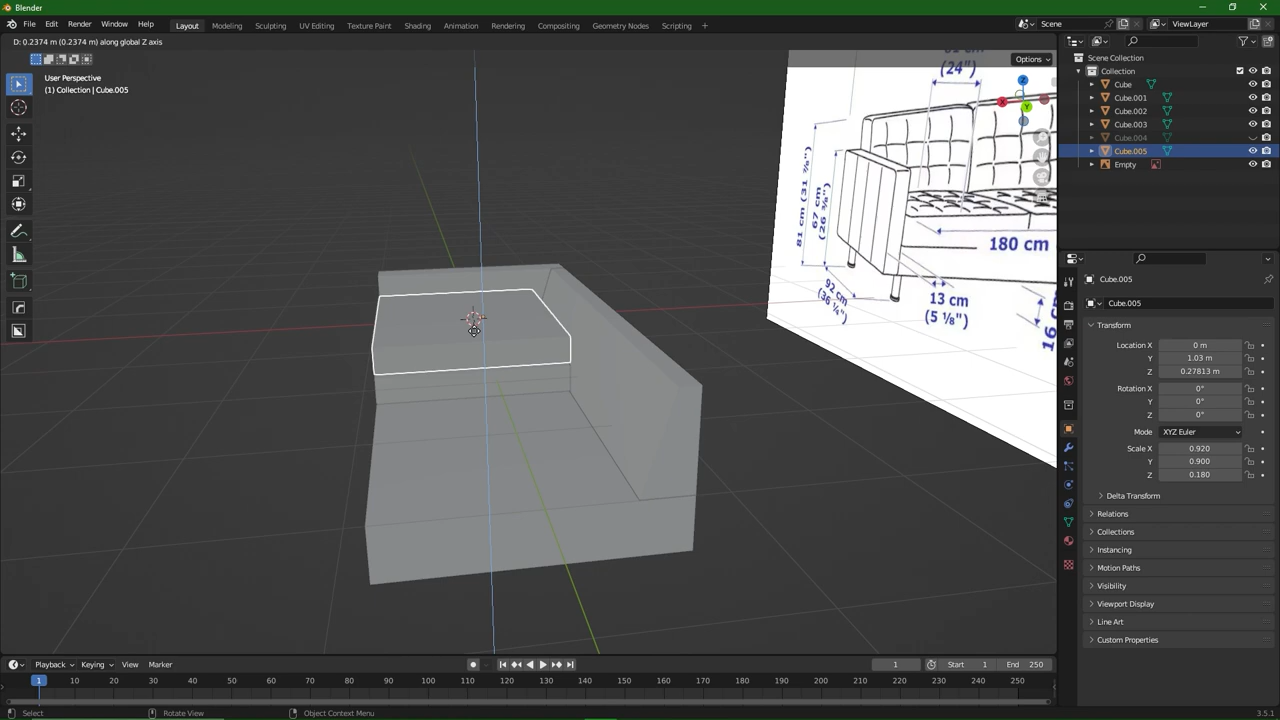 Blender
File Edit Render Window Help Layout Modeling Sculpting UV Editing Texture Paint Shading Animation Rendering Compositing Geometry Nodes Scripting + Scene ViewLayer
D: 0.2374 m (0.2374 m) along global Z axis
Options
User Perspective
(1) Collection | Cube.005
(24")
X
Y
Z
81 cm (31 ⅞")
67 cm
(26 ⅜")
180 cm
92 cm
(36 ¼")
13 cm
(5 ⅛")
16 c
Scene Collection
Collection
Cube
Cube.001
Cube.002
Cube.003
Cube.004
Cube.005
Empty
Cube.005
Cube.005
Transform
Location X 0 m
Y 1.03 m
Z 0.27813 m
Rotation X 0°
Y 0°
Z 0°
Mode XYZ Euler
Scale X 0.920
Y 0.900
Z 0.180
Delta Transform
Relations
Collections
Instancing
Motion Paths
Visibility
Viewport Display
Line Art
Custom Properties
Playback Keying View Marker 1 Start 1 End 250
1 10 20 30 40 50 60 70 80 90 100 110 120 130 140 150 160 170 180 190 200 210 220 230 240 250
Select Rotate View Object Context Menu 3.5.1